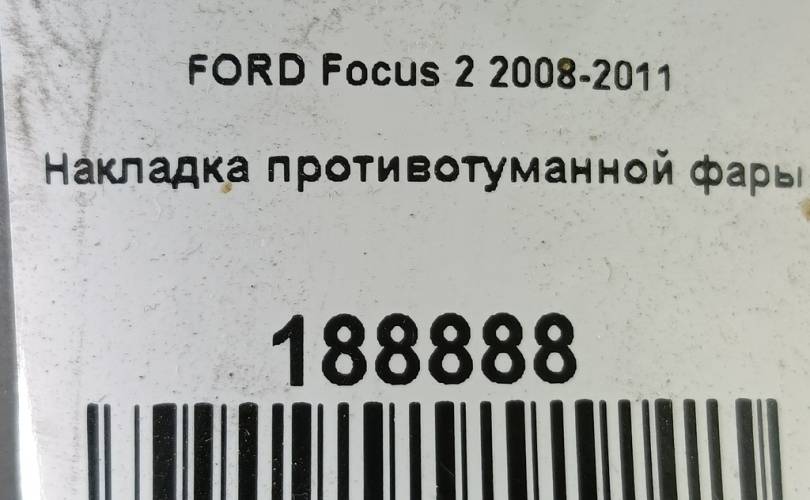 FORD Focus 2 2008-2011
Накладка противотуманной фары
188888